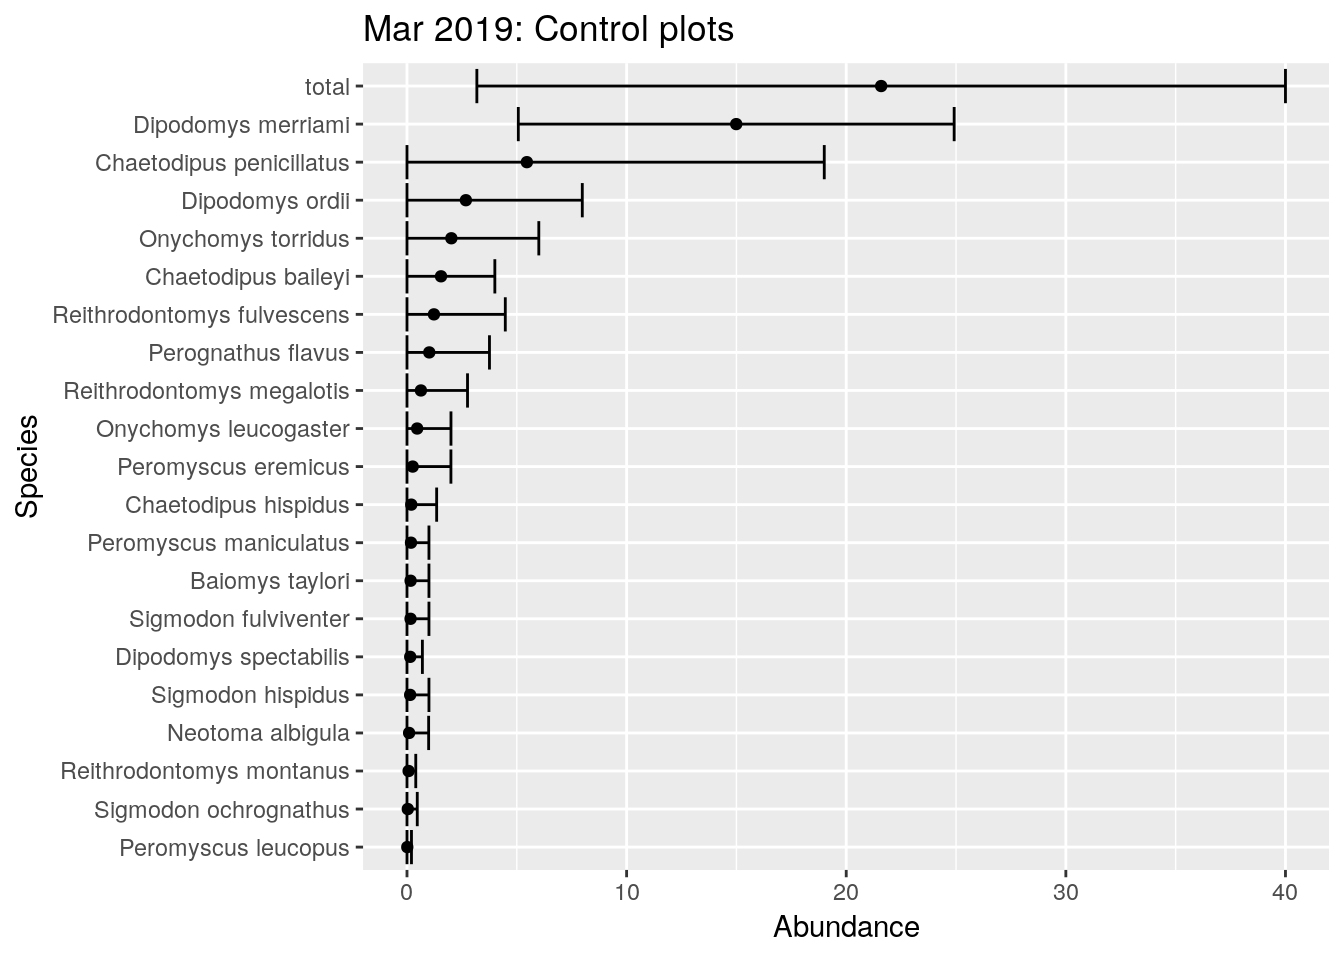 Mar 2019: Control plots
total
Dipodomys merriami
Chaetodipus penicillatus
Dipodomys ordii
Onychomys torridus
Chaetodipus baileyi
Reithrodontomys fulvescens
Perognathus flavus
Reithrodontomys megalotis
Onychomys leucogaster
Peromyscus eremicus
Chaetodipus hispidus
Peromyscus maniculatus
Baiomys taylori
Sigmodon fulviventer
Dipodomys spectabilis
Sigmodon hispidus
Neotoma albigula
Reithrodontomys montanus
Sigmodon ochrognathus
Peromyscus leucopus
Species
0 10 20 30 40
Abundance